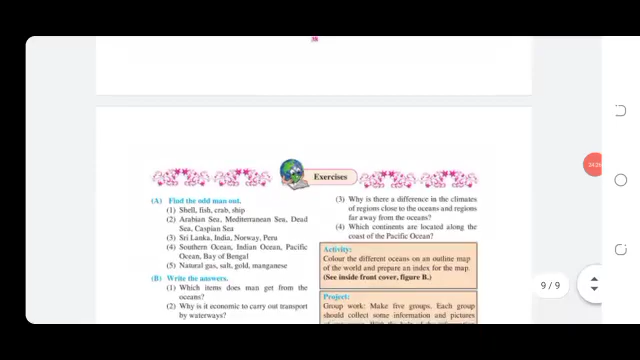 Exercises
(A) Find the odd man out.
(1) Shell, fish, crab, ship
(2) Arabian Sea, Mediterranean Sea, Dead
Sea, Caspian Sea
(3) Sri Lanka, India, Norway, Peru
(4) Southern Ocean, Indian Ocean, Pacific
Ocean, Bay of Bengal
(5) Natural gas, salt, gold, manganese
(B) Write the answers.
(1) Which items does man get from the
oceans?
(2) Why is it economic to carry out transport
by waterways?
(3) Why is there a difference in the climates
of regions close to the oceans and regions
far away from the oceans?
(4) Which continents are located along the
coast of the Pacific Ocean?
Activity:
Colour the different oceans on an outline map
of the world and prepare an index for the map.
(See inside front cover, figure B.)
Project:
Group work: Make five groups. Each group
should collect some information and pictures
9 / 9